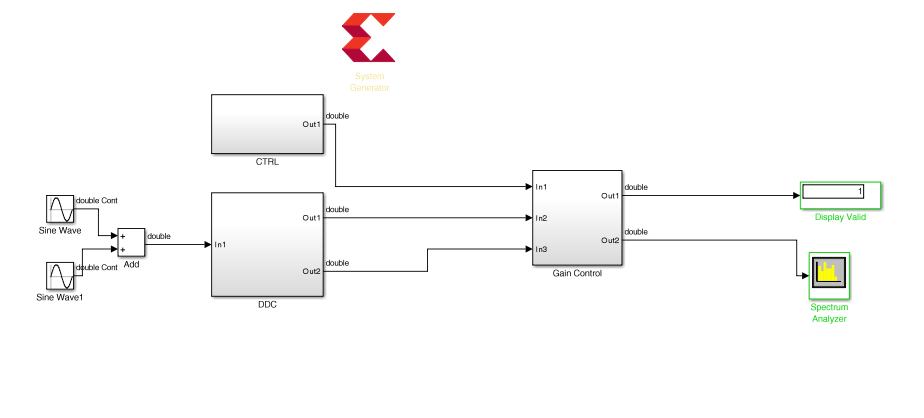 System
Generator
double
Out1
CTRL
double Cont
Sine Wave
+
+
Add
double
double Cont
Sine Wave1
In1
Out1
double
Out2
double
DDC
In1
In2
In3
Out1
double
Out2
double
Gain Control
1
Display Valid
Spectrum
Analyzer